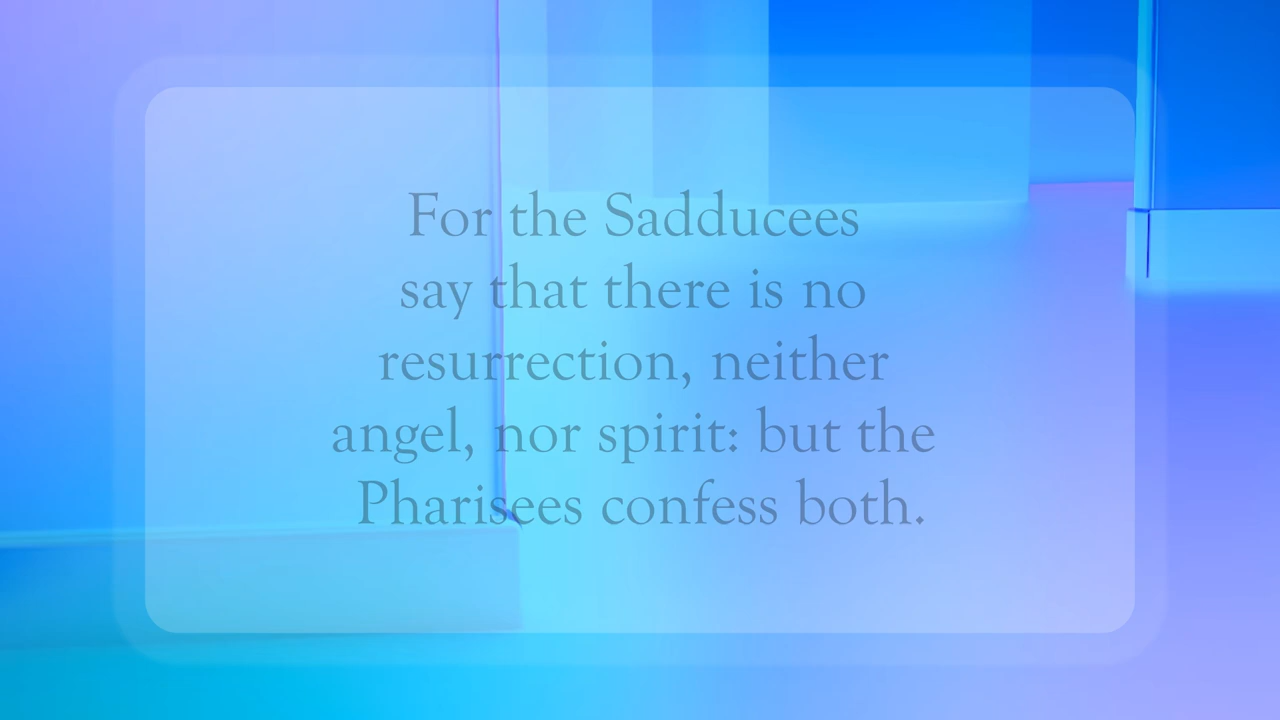 For the Sadducees
say that there is no
resurrection, neither
angel, nor spirit: but the
Pharisees confess both.